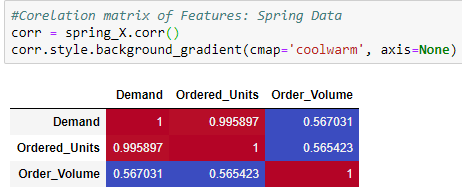 #Corelation matrix of Features: Spring Data
corr = spring_X.corr()
corr.style.background_gradient(cmap='coolwarm', axis=None)
Demand Ordered_Units Order_Volume
Demand 1 0.995897 0.567031
Ordered_Units 0.995897 1 0.565423
Order_Volume 0.567031 0.565423 1